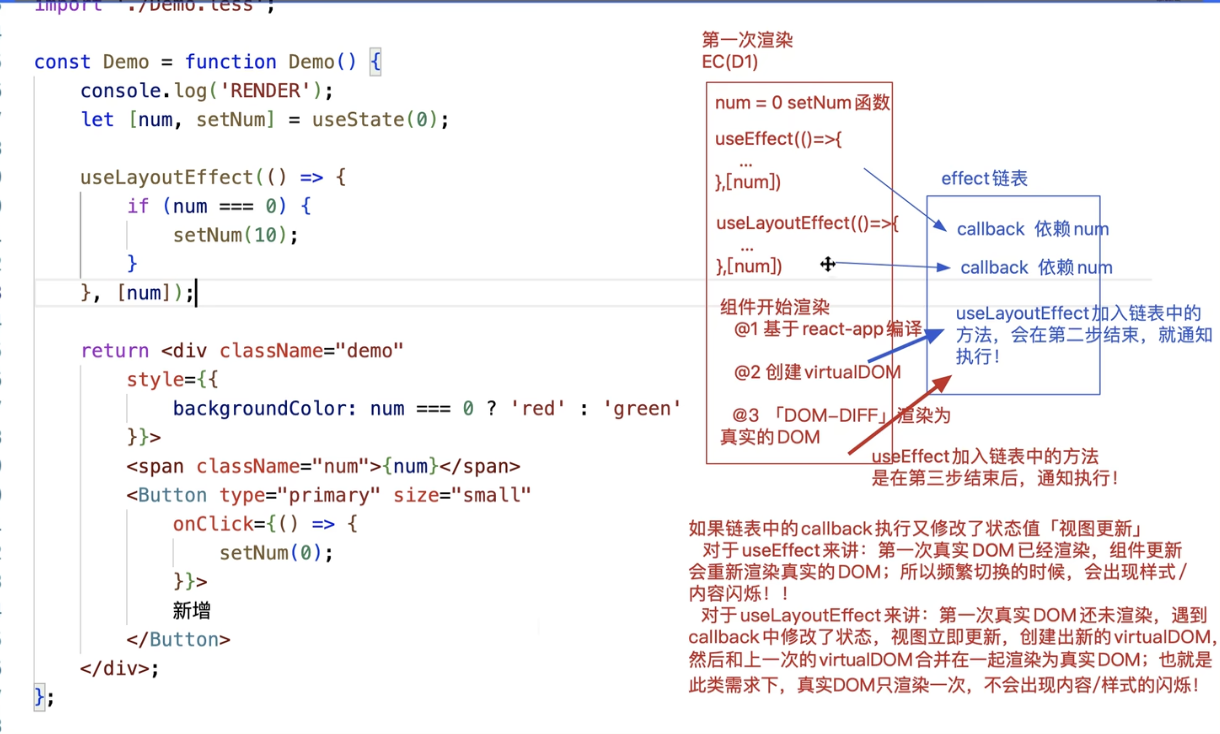 import './Demo.less';
const Demo = function Demo() {
console.log('RENDER');
let [num, setNum] = useState(0);
useLayoutEffect(() => {
if (num === 0) {
setNum(10);
}
}, [num]);
return <div className="demo"
style={{
backgroundColor: num === 0 ? 'red' : 'green'
}}>
<span className="num">{num}</span>
<Button type="primary" size="small"
onClick={() => {
setNum(0);
}}>
新增
</Button>
</div>;
};
第一次渲染
EC(D1)
num = 0 setNum函数
useEffect(()=>{
...
},[num])
useLayoutEffect(()=>{
...
},[num])
组件开始渲染
@1 基于react-app编译
@2 创建virtualDOM
@3 「DOM-DIFF」渲染为
真实的DOM
effect链表
callback 依赖num
callback 依赖num
useLayoutEffect加入链表中的
方法，会在第二步结束，就通知
执行！
useEffect加入链表中的方法
是在第三步结束后，通知执行！
如果链表中的callback执行又修改了状态值「视图更新」
对于useEffect来讲：第一次真实DOM已经渲染，组件更新
会重新渲染真实的DOM；所以频繁切换的时候，会出现样式/
内容闪烁！！
对于useLayoutEffect来讲：第一次真实DOM还未渲染，遇到
callback中修改了状态，视图立即更新，创建出新的virtualDOM，
然后和上一次的virtualDOM合并在一起渲染为真实DOM；也就是
此类需求下，真实DOM只渲染一次，不会出现内容/样式的闪烁！